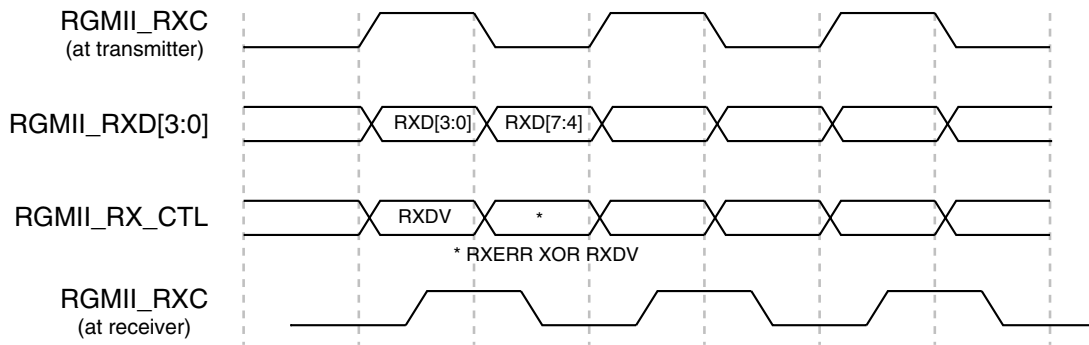 RGMII_RXC
(at transmitter)
RGMII_RXD[3:0]
RXD[3:0]
RXD[7:4]
RGMII_RX_CTL
RXDV
*
* RXERR XOR RXDV
RGMII_RXC
(at receiver)